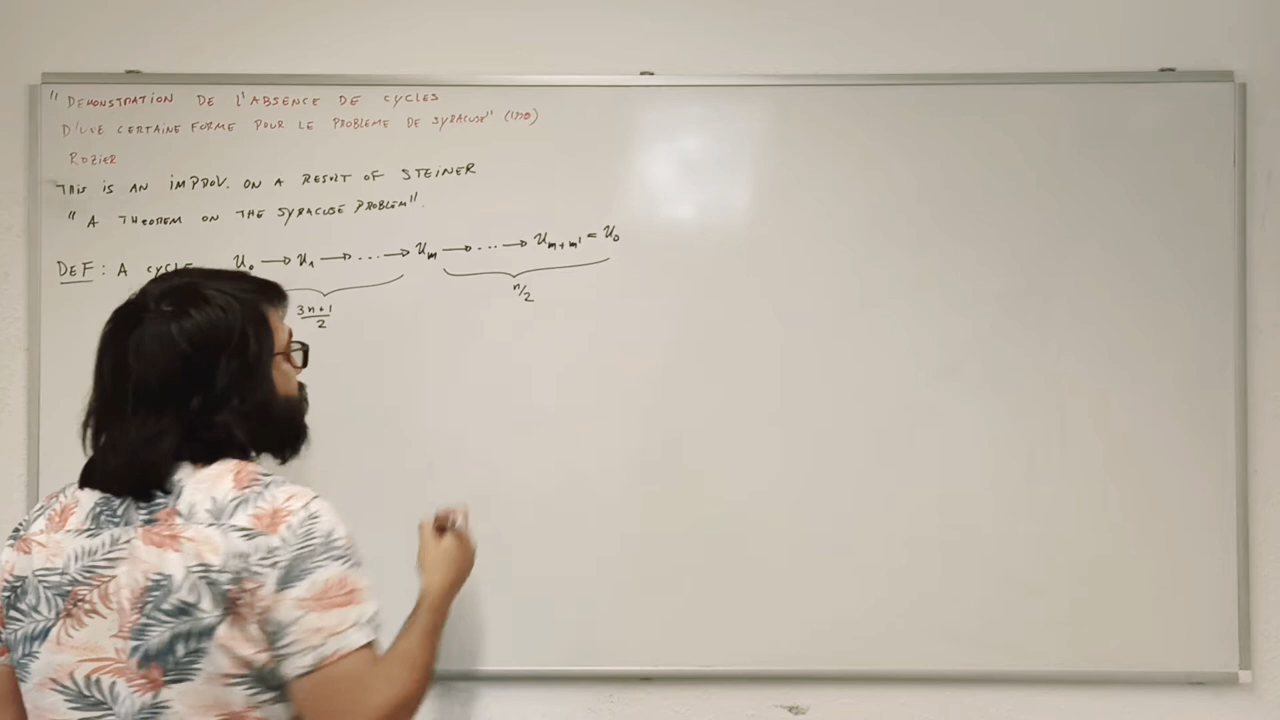 "DEMONSTRATION DE L'ABSENCE DE CYCLES
D'UNE CERTAINE FORME POUR LE PROBLEME DE SYRACUSE"
ROZIER
THIS IS AN IMPROV. ON A RESULT OF STEINER
"A THEOREM ON THE SYRACUSE PROBLEM".
DEF: A CYCLE U₀ → U₁ → ... → Uₘ → ... → Uₘ₊ₘ' = U₀
3n+1/2 n/2